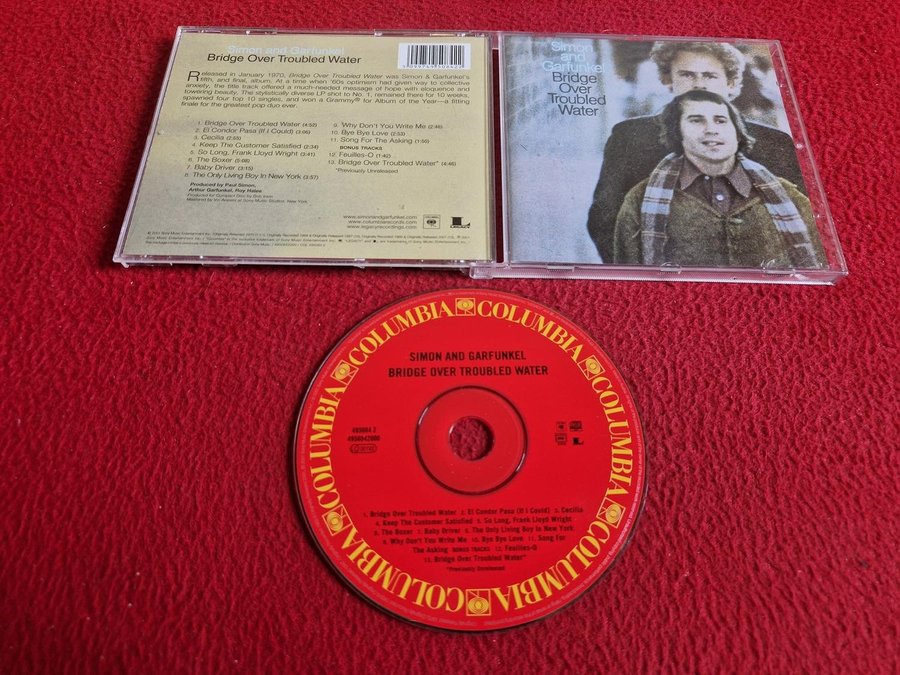 Simon and Garfunkel
Bridge Over Troubled Water
Released in January 1970, Bridge Over Troubled Water was Simon & Garfunkel's
fifth, and final, album. At a time when '60s optimism had given way to collective
anxiety, the title track offered a much-needed message of hope with eloquence and
towering beauty. The stylistically diverse LP shot to No. 1, remained there for 10 weeks,
spawned four top 10 singles, and won a Grammy® for Album of the Year—a fitting
finale for the greatest pop duo ever.
1. Bridge Over Troubled Water (4:52)
2. El Condor Pasa (If I Could) (3:06)
3. Cecilia (2:55)
4. Keep The Customer Satisfied (2:34)
5. So Long, Frank Lloyd Wright (3:41)
6. The Boxer (5:08)
7. Baby Driver (3:15)
8. The Only Living Boy In New York (3:57)
9. Why Don't You Write Me (2:46)
10. Bye Bye Love (2:53)
11. Song For The Asking (1:50)
BONUS TRACKS
12. Feuilles-O (1:42)
13. Bridge Over Troubled Water* (4:46)
*Previously Unreleased
Produced by Paul Simon,
Arthur Garfunkel, Roy Halee
www.simonandgarfunkel.com
www.columbiarecords.com
www.legacyrecordings.com
Simon
and
Garfunkel
Bridge
Over
Troubled
Water
COLUMBIA COLUMBIA COLUMBIA COLUMBIA COLUMBIA COLUMBIA
SIMON AND GARFUNKEL
BRIDGE OVER TROUBLED WATER
495084 2
4950842000
1. Bridge Over Troubled Water 2. El Condor Pasa (If I Could) 3. Cecilia
4. Keep The Customer Satisfied 5. So Long, Frank Lloyd Wright
6. The Boxer 7. Baby Driver 8. The Only Living Boy In New York
9. Why Don't You Write Me 10. Bye Bye Love 11. Song For
The Asking BONUS TRACKS 12. Feuilles-O
13. Bridge Over Troubled Water*
*Previously Unreleased